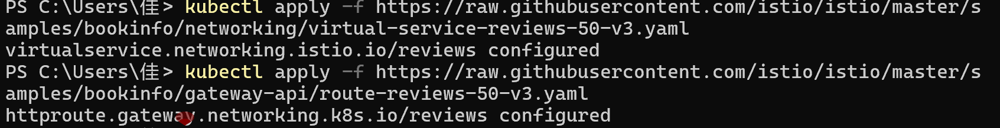 PS C:\Users\佳> kubectl apply -f https://raw.githubusercontent.com/istio/istio/master/s
amples/bookinfo/networking/virtual-service-reviews-50-v3.yaml
virtualservice.networking.istio.io/reviews configured
PS C:\Users\佳> kubectl apply -f https://raw.githubusercontent.com/istio/istio/master/s
amples/bookinfo/gateway-api/route-reviews-50-v3.yaml
httproute.gateway.networking.k8s.io/reviews configured